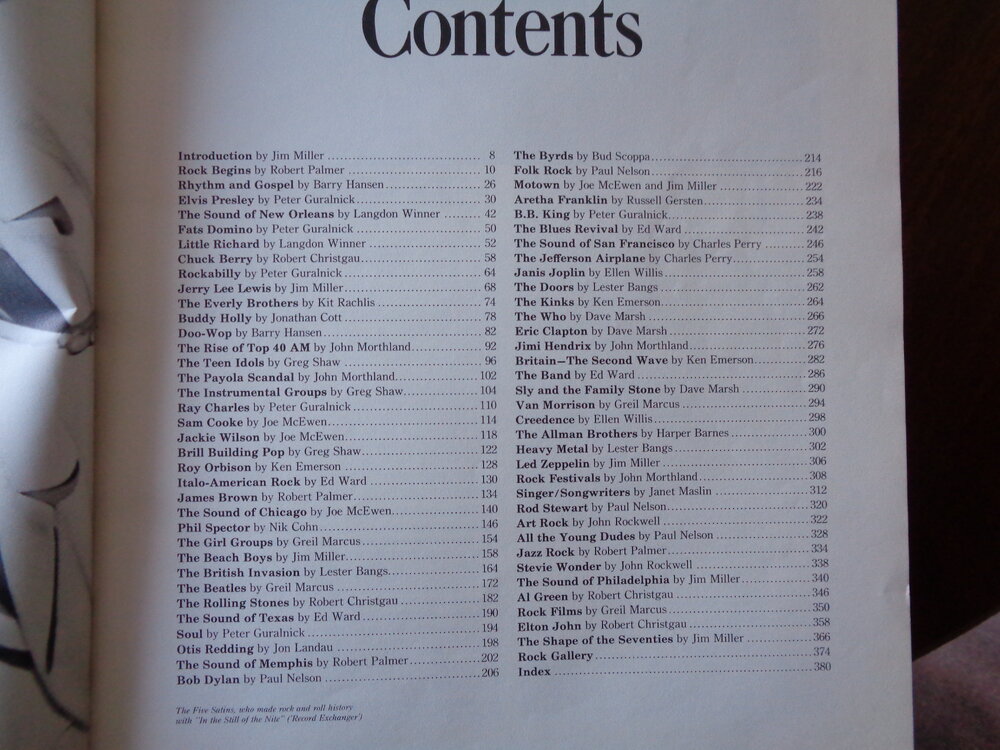 Contents
Introduction by Jim Miller 8
Rock Begins by Robert Palmer 10
Rhythm and Gospel by Barry Hansen 26
Elvis Presley by Peter Guralnick 30
The Sound of New Orleans by Langdon Winner 42
Fats Domino by Peter Guralnick 50
Little Richard by Langdon Winner 52
Chuck Berry by Robert Christgau 58
Rockabilly by Peter Guralnick 64
Jerry Lee Lewis by Jim Miller 68
The Everly Brothers by Kit Rachlis 74
Buddy Holly by Jonathan Cott 78
Doo-Wop by Barry Hansen 82
The Rise of Top 40 AM by John Morthland 92
The Teen Idols by Greg Shaw 96
The Payola Scandal by John Morthland 102
The Instrumental Groups by Greg Shaw 104
Ray Charles by Peter Guralnick 110
Sam Cooke by Joe McEwen 114
Jackie Wilson by Joe McEwen 118
Brill Building Pop by Greg Shaw 122
Roy Orbison by Ken Emerson 128
Italo-American Rock by Ed Ward 130
James Brown by Robert Palmer 134
The Sound of Chicago by Joe McEwen 140
Phil Spector by Nik Cohn 146
The Girl Groups by Greil Marcus 154
The Beach Boys by Jim Miller 158
The British Invasion by Lester Bangs 164
The Beatles by Greil Marcus 172
The Rolling Stones by Robert Christgau 182
The Sound of Texas by Ed Ward 190
Soul by Peter Guralnick 194
Otis Redding by Jon Landau 198
The Sound of Memphis by Robert Palmer 202
Bob Dylan by Paul Nelson 206
The Byrds by Bud Scoppa 214
Folk Rock by Paul Nelson 216
Motown by Joe McEwen and Jim Miller 222
Aretha Franklin by Russell Gersten 234
B.B. King by Peter Guralnick 238
The Blues Revival by Ed Ward 242
The Sound of San Francisco by Charles Perry 246
The Jefferson Airplane by Charles Perry 254
Janis Joplin by Ellen Willis 258
The Doors by Lester Bangs 262
The Kinks by Ken Emerson 264
The Who by Dave Marsh 266
Eric Clapton by Dave Marsh 272
Jimi Hendrix by John Morthland 276
Britain—The Second Wave by Ken Emerson 282
The Band by Ed Ward 286
Sly and the Family Stone by Dave Marsh 290
Van Morrison by Greil Marcus 294
Creedence by Ellen Willis 298
The Allman Brothers by Harper Barnes 300
Heavy Metal by Lester Bangs 302
Led Zeppelin by Jim Miller 306
Rock Festivals by John Morthland 308
Singer/Songwriters by Janet Maslin 312
Rod Stewart by Paul Nelson 320
Art Rock by John Rockwell 322
All the Young Dudes by Paul Nelson 328
Jazz Rock by Robert Palmer 334
Stevie Wonder by John Rockwell 338
The Sound of Philadelphia by Jim Miller 340
Al Green by Robert Christgau 346
Rock Films by Greil Marcus 350
Elton John by Robert Christgau 358
The Shape of the Seventies by Jim Miller 366
Rock Gallery 374
Index 380
The Five Satins, who made rock and roll history
with "In the Still of the Nite" ('Record Exchanger')